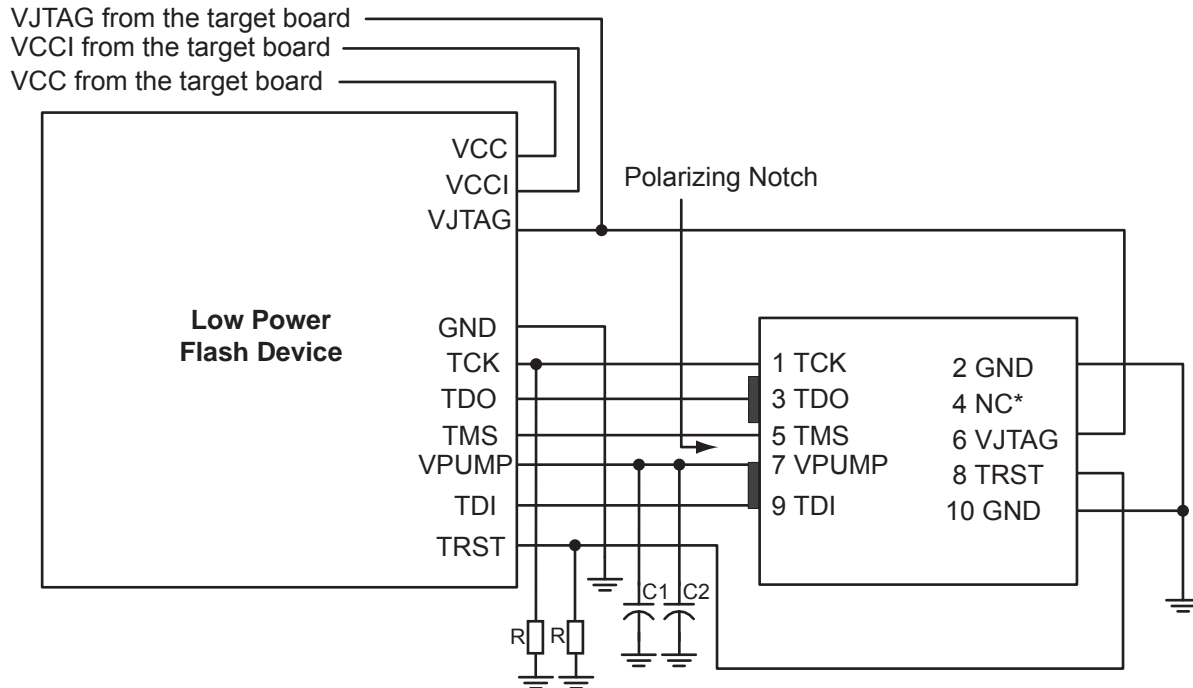 VJTAG from the target board
VCCI from the target board
VCC from the target board
VCC
VCCI
VJTAG
Polarizing Notch
Low Power
Flash Device
GND
TCK
TDO
TMS
VPUMP
TDI
TRST
1 TCK
3 TDO
5 TMS
7 VPUMP
9 TDI
2 GND
4 NC*
6 VJTAG
8 TRST
10 GND
C1
C2
R
R